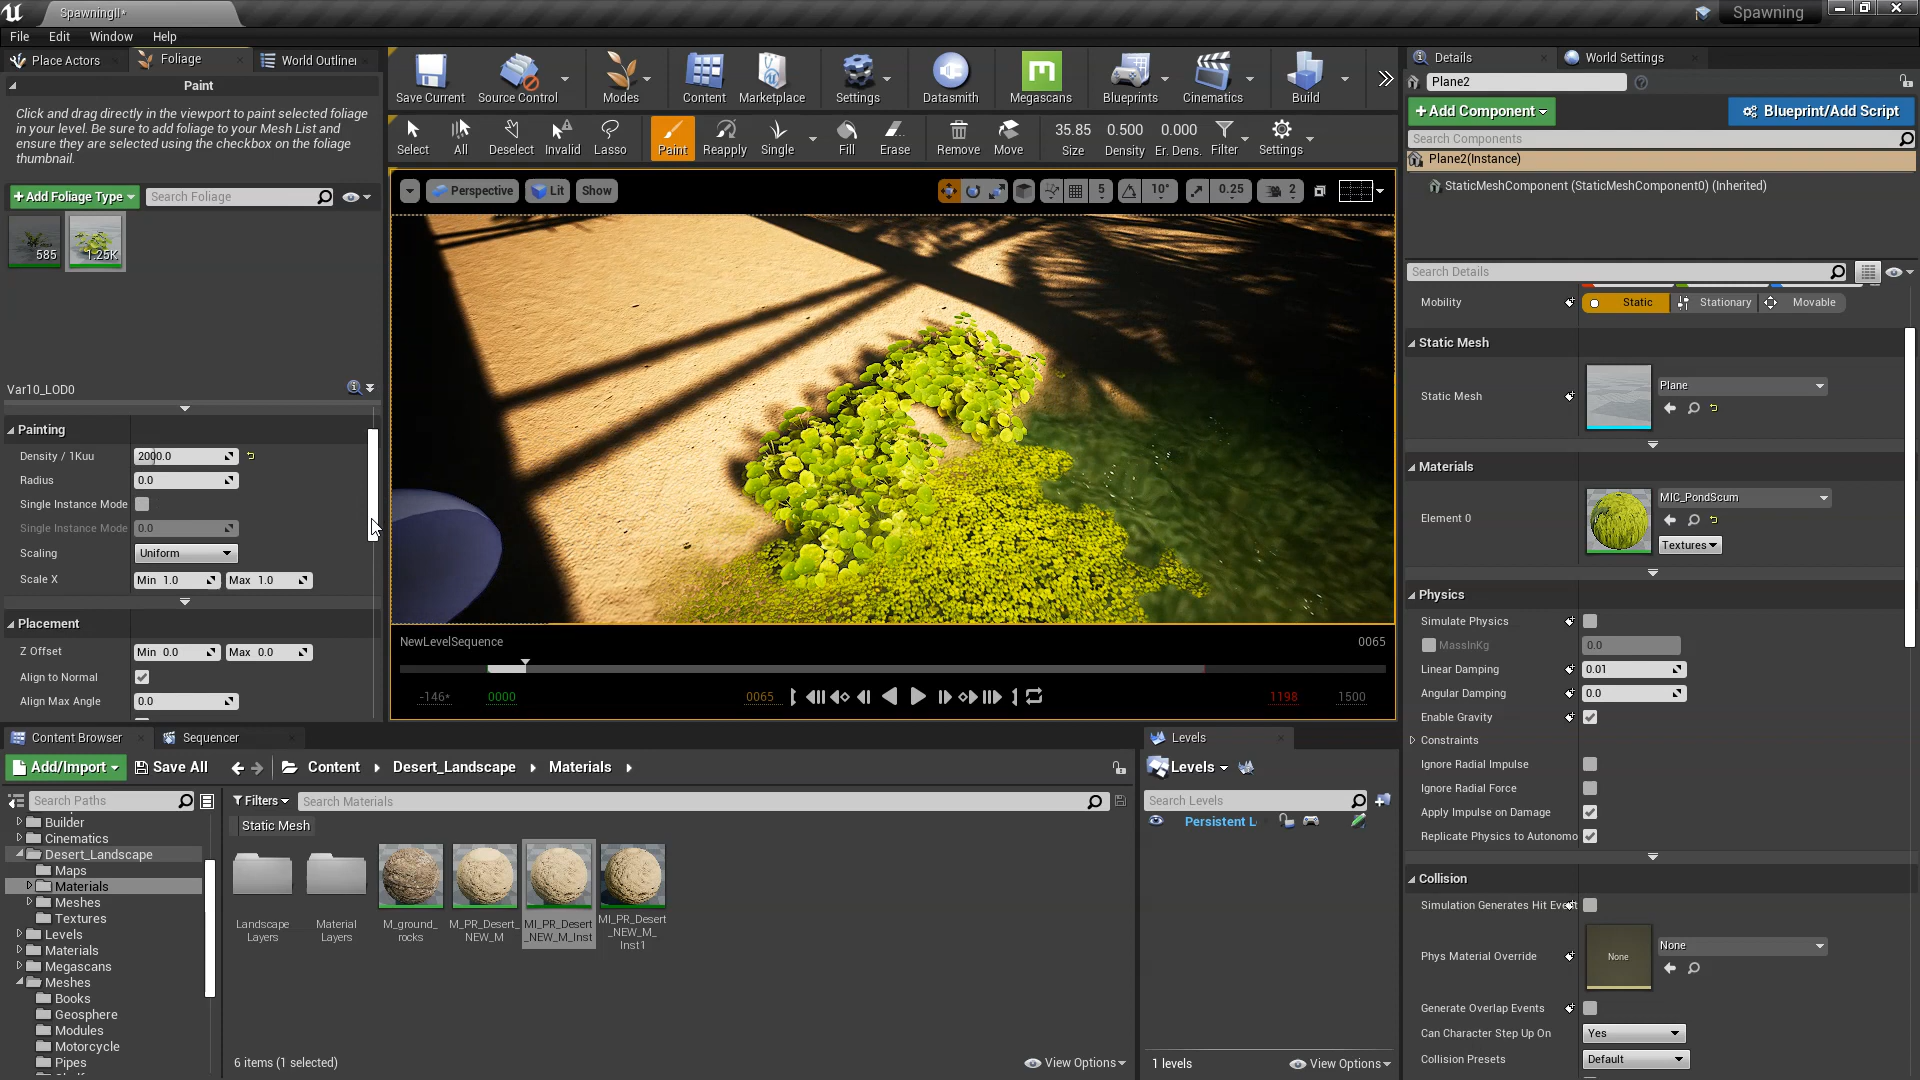 SpawningII*
Spawning
File Edit Window Help
Place Actors
Foliage
World Outliner
Paint
Click and drag directly in the viewport to paint selected foliage
in your level. Be sure to add foliage to your Mesh List and
ensure they are selected using the checkbox on the foliage
thumbnail.
+Add Foliage Type
Search Foliage
585
1.25K
Var10_LOD0
Painting
Density / 1Kuu 2000.0
Radius 0.0
Single Instance Mode
Single Instance Mode 0.0
Scaling Uniform
Scale X Min 1.0 Max 1.0
Placement
Z Offset Min 0.0 Max 0.0
Align to Normal
Align Max Angle 0.0
Save Current
Source Control
Modes
Content
Marketplace
Settings
Datasmith
Megascans
Blueprints
Cinematics
Build
Select
All
Deselect
Invalid
Lasso
Paint
Reapply
Single
Fill
Erase
Remove
Move
35.85
Size
0.500
Density
0.000
Er. Dens.
Filter
Settings
Perspective
Lit
Show
5
10°
0.25
2
NewLevelSequence
0065
-146*
0000
0065
1198
1500
Details
World Settings
Plane2
+Add Component
Blueprint/Add Script
Search Components
Plane2(Instance)
StaticMeshComponent (StaticMeshComponent0) (Inherited)
Search Details
Mobility Static Stationary Movable
Static Mesh
Static Mesh Plane
Materials
Element 0 MIC_PondScum
Textures
Physics
Simulate Physics
MassInKg 0.0
Linear Damping 0.01
Angular Damping 0.0
Enable Gravity
Constraints
Ignore Radial Impulse
Ignore Radial Force
Apply Impulse on Damage
Replicate Physics to Autonomo
Collision
Simulation Generates Hit Event
Phys Material Override None None
Generate Overlap Events
Can Character Step Up On Yes
Collision Presets Default
Content Browser
Sequencer
Add/Import
Save All
Content
Desert_Landscape
Materials
Search Paths
Filters
Search Materials
Static Mesh
Builder
Cinematics
Desert_Landscape
Maps
Materials
Meshes
Textures
Levels
Materials
Megascans
Meshes
Books
Geosphere
Modules
Motorcycle
Pipes
Landscape
Layers
Material
Layers
M_ground_
rocks
M_PR_Desert_
NEW_M
MI_PR_Desert
_NEW_M_Inst
MI_PR_Desert
_NEW_M_
Inst1
6 items (1 selected)
View Options
Levels
Levels
Search Levels
Persistent L
1 levels
View Options